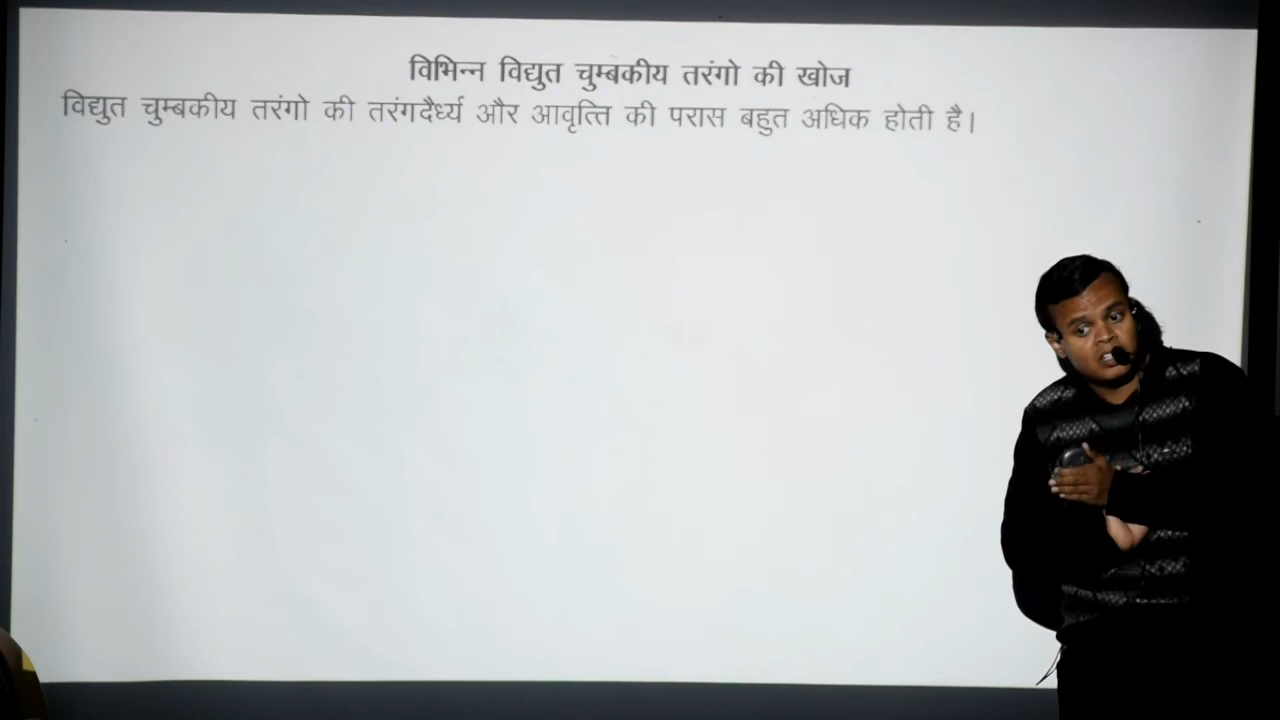 विभिन्न विद्युत चुम्बकीय तरंगो की खोज
विद्युत चुम्बकीय तरंगो की तरंगदैर्ध्य और आवृत्ति की परास बहुत अधिक होती है।